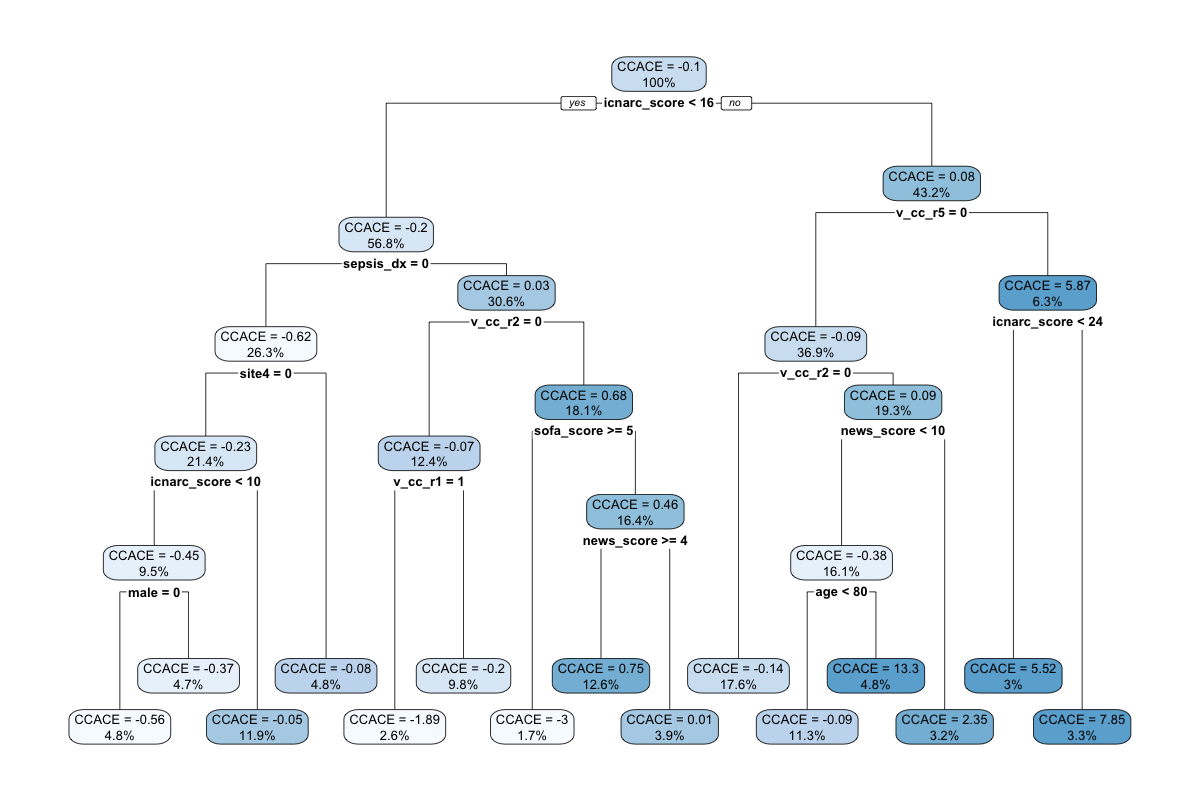 CCACE = -0.1
100%
yes
icnarc_score < 16
no
CCACE = 0.08
43.2%
v_cc_r5 = 0
CCACE = -0.2
56.8%
sepsis_dx = 0
CCACE = 0.03
30.6%
v_cc_r2 = 0
CCACE = 5.87
6.3%
icnarc_score < 24
CCACE = -0.62
26.3%
site4 = 0
CCACE = -0.09
36.9%
v_cc_r2 = 0
CCACE = 0.68
18.1%
sofa_score >= 5
CCACE = 0.09
19.3%
news_score < 10
CCACE = -0.23
21.4%
icnarc_score < 10
CCACE = -0.07
12.4%
v_cc_r1 = 1
CCACE = 0.46
16.4%
news_score >= 4
CCACE = -0.45
9.5%
male = 0
CCACE = -0.38
16.1%
age < 80
CCACE = -0.37
4.7%
CCACE = -0.08
4.8%
CCACE = -0.2
9.8%
CCACE = 0.75
12.6%
CCACE = -0.14
17.6%
CCACE = 13.3
4.8%
CCACE = 5.52
3%
CCACE = -0.56
4.8%
CCACE = -0.05
11.9%
CCACE = -1.89
2.6%
CCACE = -3
1.7%
CCACE = 0.01
3.9%
CCACE = -0.09
11.3%
CCACE = 2.35
3.2%
CCACE = 7.85
3.3%